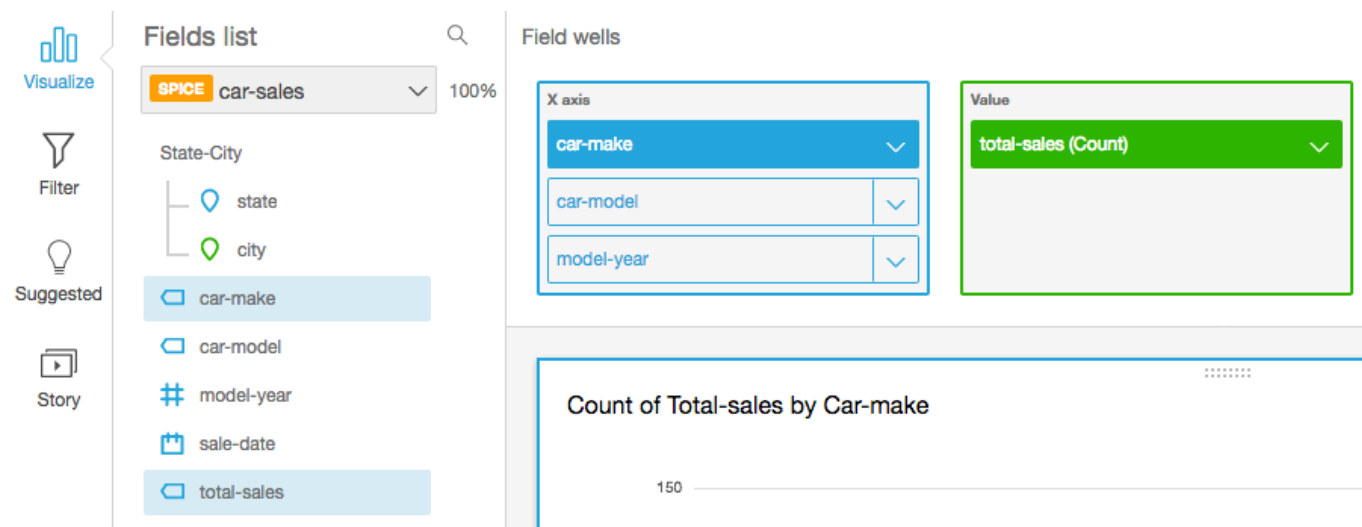 Visualize
Filter
Suggested
Story
Fields list
SPICE car-sales
100%
State-City
state
city
car-make
car-model
model-year
sale-date
total-sales
Field wells
X axis
car-make
car-model
model-year
Value
total-sales (Count)
Count of Total-sales by Car-make
150